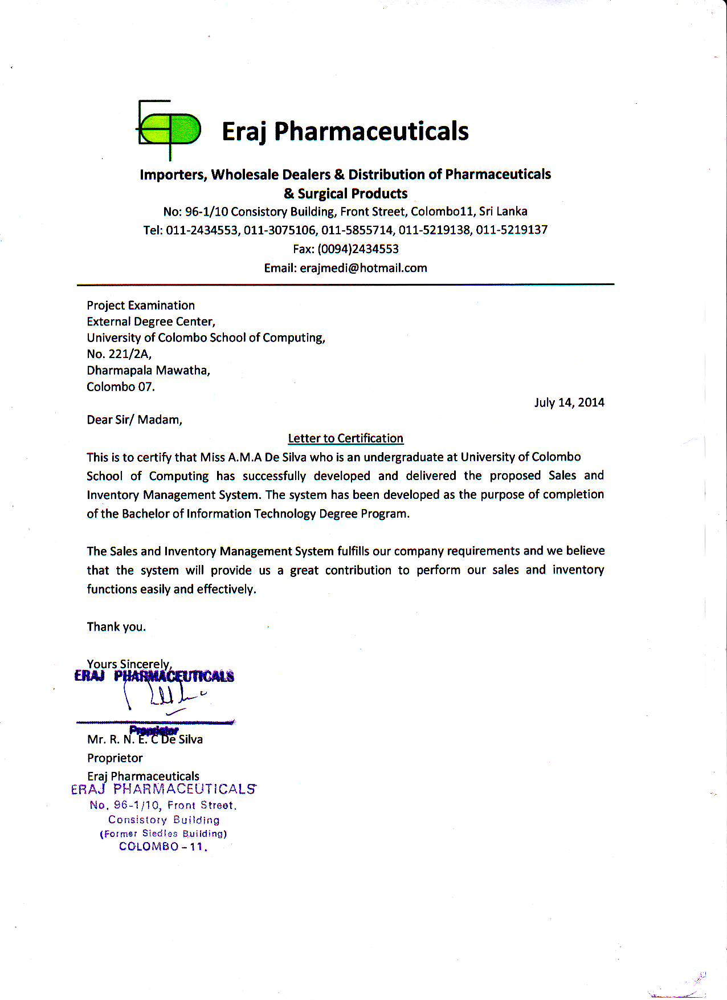 Eraj Pharmaceuticals
Importers, Wholesale Dealers & Distribution of Pharmaceuticals
& Surgical Products
No: 96-1/10 Consistory Building, Front Street, Colombo11, Sri Lanka
Tel: 011-2434553, 011-3075106, 011-5855714, 011-5219138, 011-5219137
Fax: (0094)2434553
Email: erajmedi@hotmail.com
Project Examination
External Degree Center,
University of Colombo School of Computing,
No. 221/2A,
Dharmapala Mawatha,
Colombo 07.
July 14, 2014
Dear Sir/ Madam,
Letter to Certification
This is to certify that Miss A.M.A De Silva who is an undergraduate at University of Colombo
School of Computing has successfully developed and delivered the proposed Sales and
Inventory Management System. The system has been developed as the purpose of completion
of the Bachelor of Information Technology Degree Program.
The Sales and Inventory Management System fulfills our company requirements and we believe
that the system will provide us a great contribution to perform our sales and inventory
functions easily and effectively.
Thank you.
Yours Sincerely,
ERAJ PHARMACEUTICALS
Proprietor
Mr. R. N. E. C De Silva
Proprietor
Eraj Pharmaceuticals
ERAJ PHARMACEUTICALS
No. 96-1/10, Front Street.
Consistory Building
(Former Siedles Building)
COLOMBO - 11.